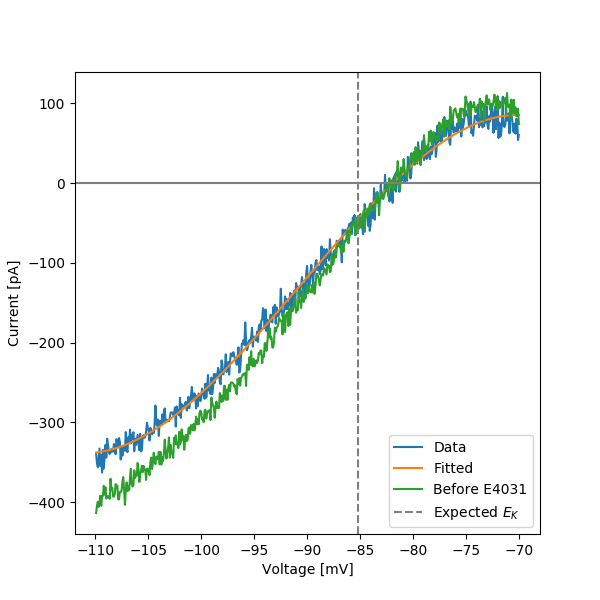 100
0
−100
−200
−300
−400
Current [pA]
Data
Fitted
Before E4031
Expected E_K
−110 −105 −100 −95 −90 −85 −80 −75 −70
Voltage [mV]